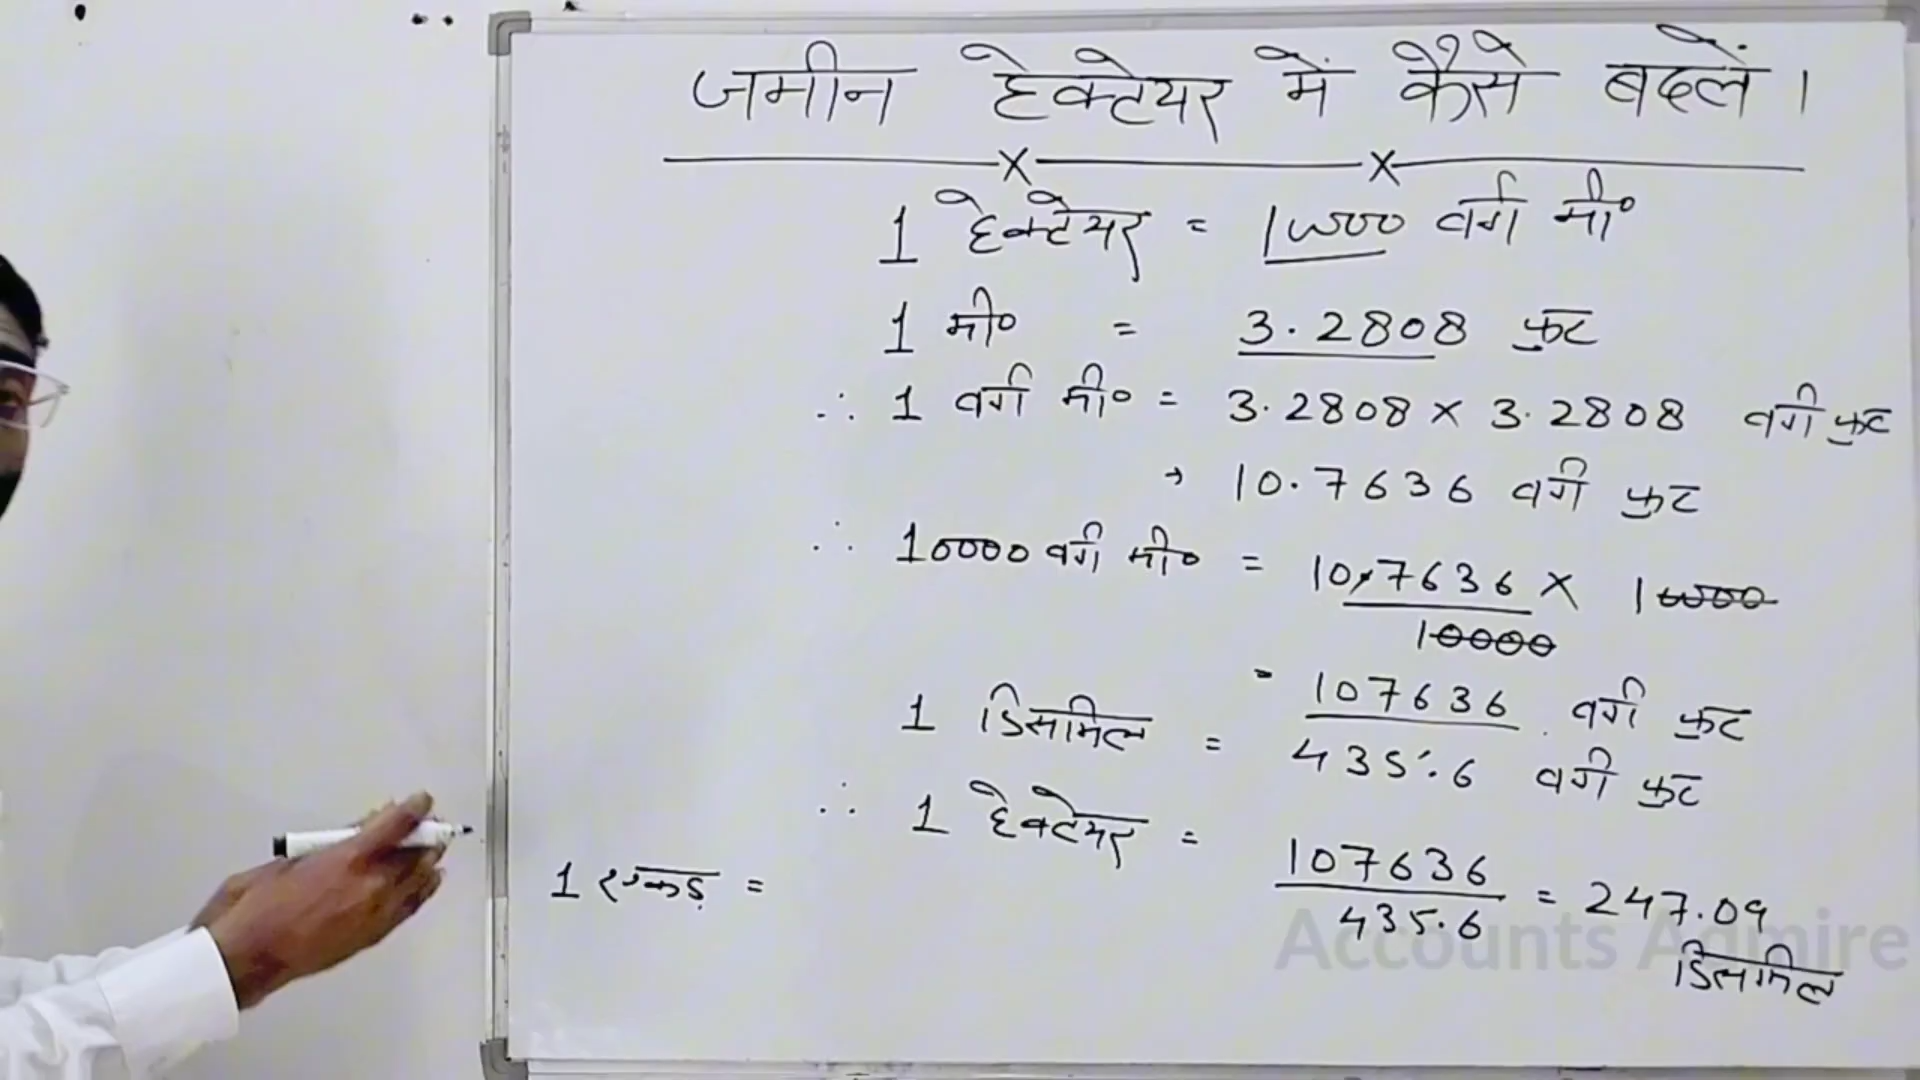 जमीन हेक्टेयर में कैसे बदलें।
1 हेक्टेयर = 10000 वर्ग मी०
1 मी० = 3.2808 फुट
∴ 1 वर्ग मी० = 3.2808 × 3.2808 वर्ग फुट
→ 10.7636 वर्ग फुट
∴ 10000 वर्ग मी० = 10.7636 × 10000
10000
= 107636 वर्ग फुट
1 डिसमिल = 435.6 वर्ग फुट
∴ 1 हेक्टेयर = 107636 / 435.6 = 247.09 डिसमिल
1 एकड़ =
Accounts Admire